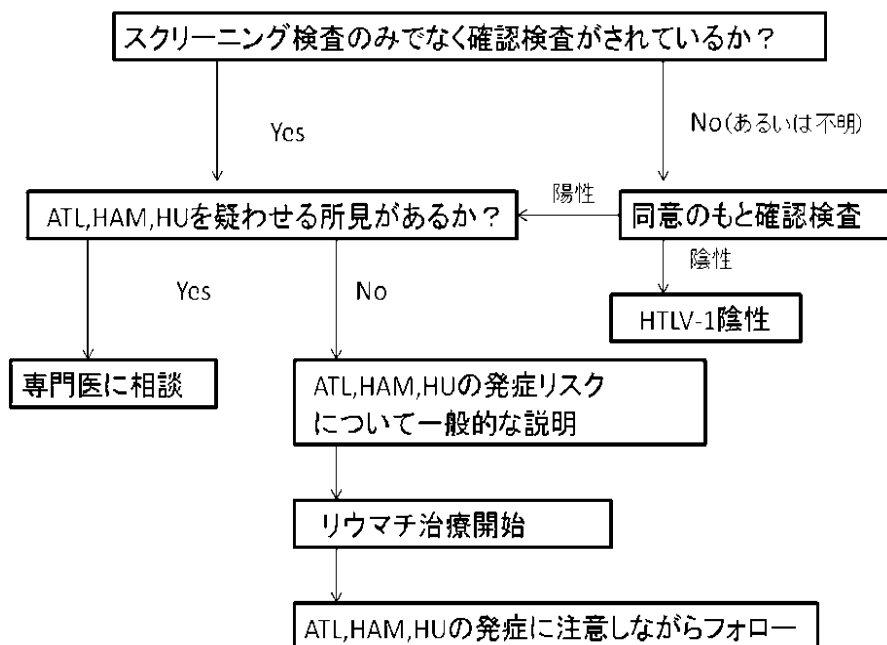 スクリーニング検査のみでなく確認検査がされているか？
Yes
No(あるいは不明)
ATL,HAM,HUを疑わせる所見があるか？
陽性
同意のもと確認検査
陰性
Yes
No
HTLV-1陰性
専門医に相談
ATL,HAM,HUの発症リスク
について一般的な説明
リウマチ治療開始
ATL,HAM,HUの発症に注意しながらフォロー